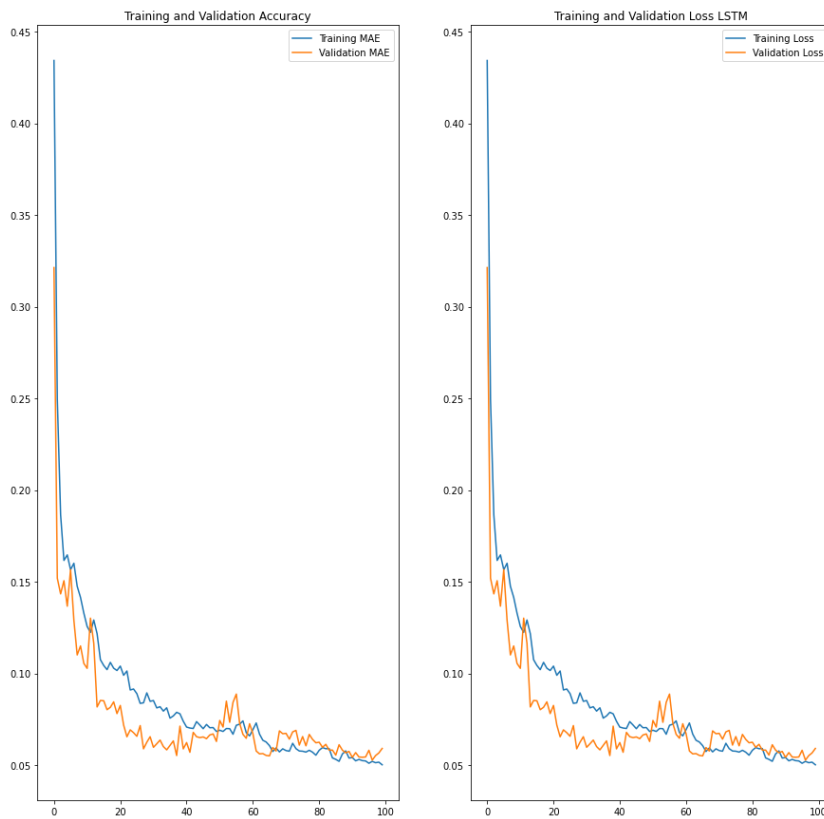 Training and Validation Accuracy
Training MAE
Validation MAE
0.45
0.40
0.35
0.30
0.25
0.20
0.15
0.10
0.05
0 20 40 60 80 100
Training and Validation Loss LSTM
Training Loss
Validation Loss
0.45
0.40
0.35
0.30
0.25
0.20
0.15
0.10
0.05
0 20 40 60 80 100